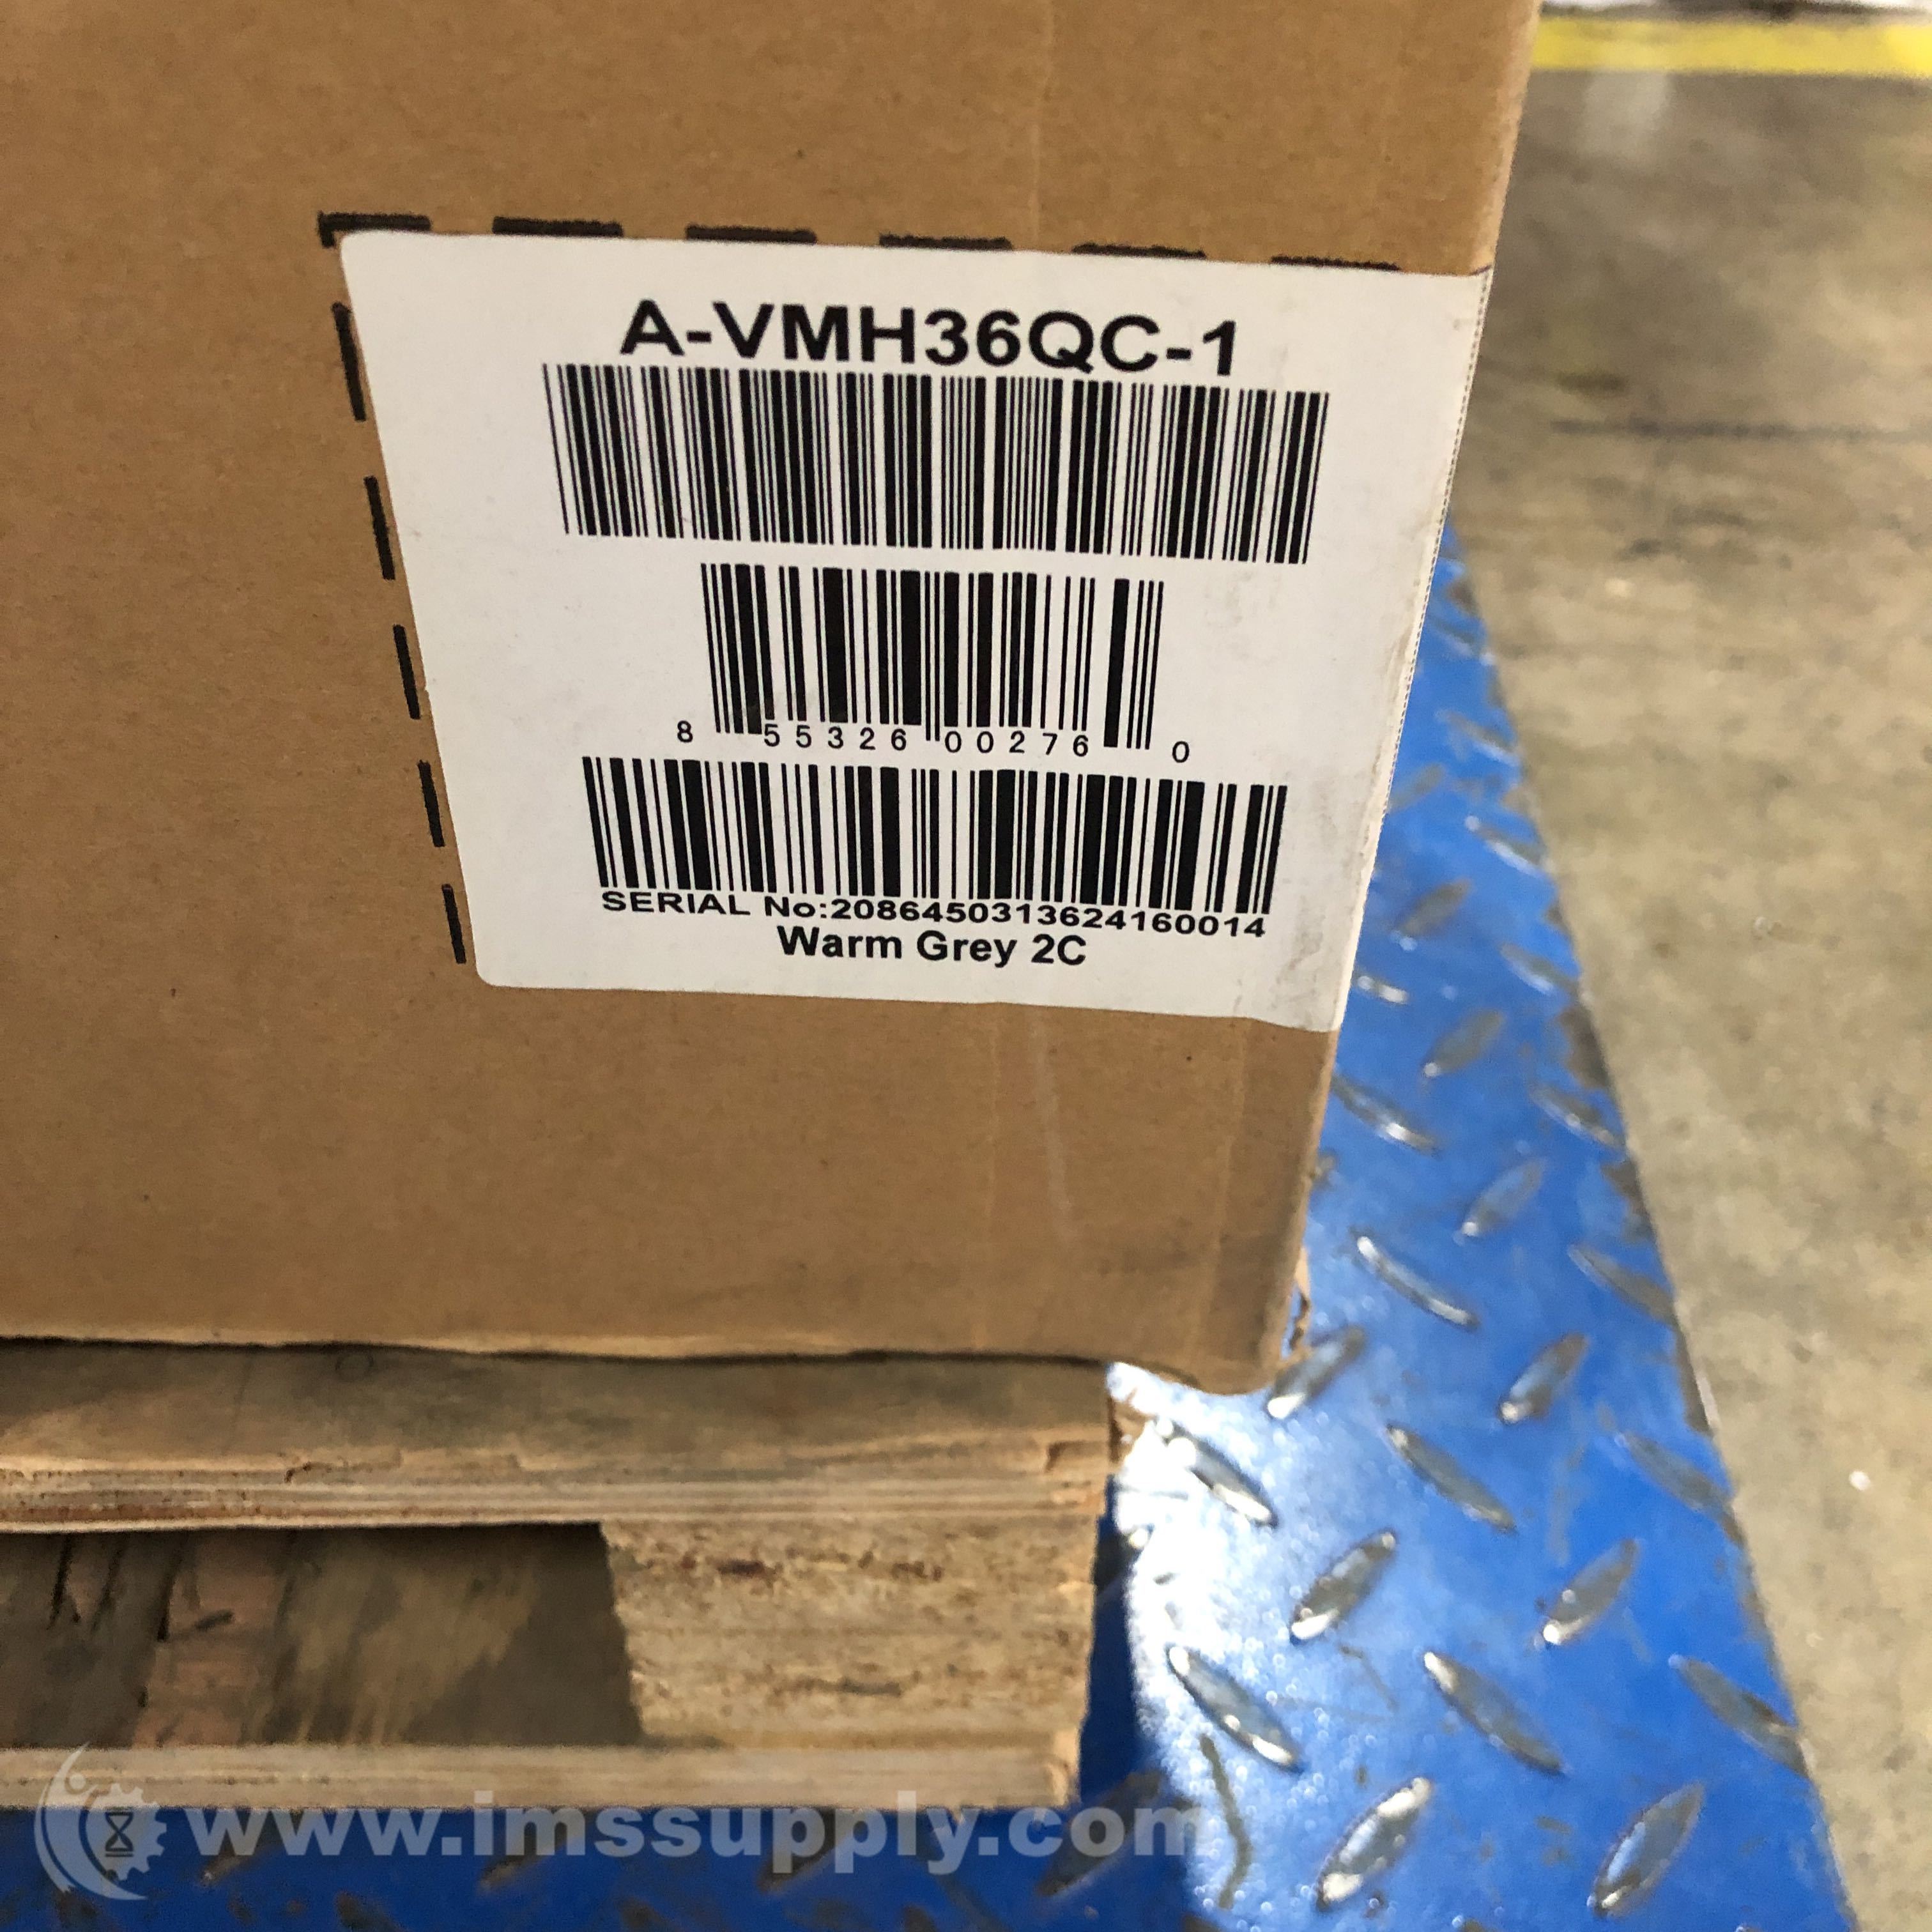 A-VMH36QC-1
8 55326 00276 0
SERIAL No:2086450313624160014
Warm Grey 2C
www.imssupply.com